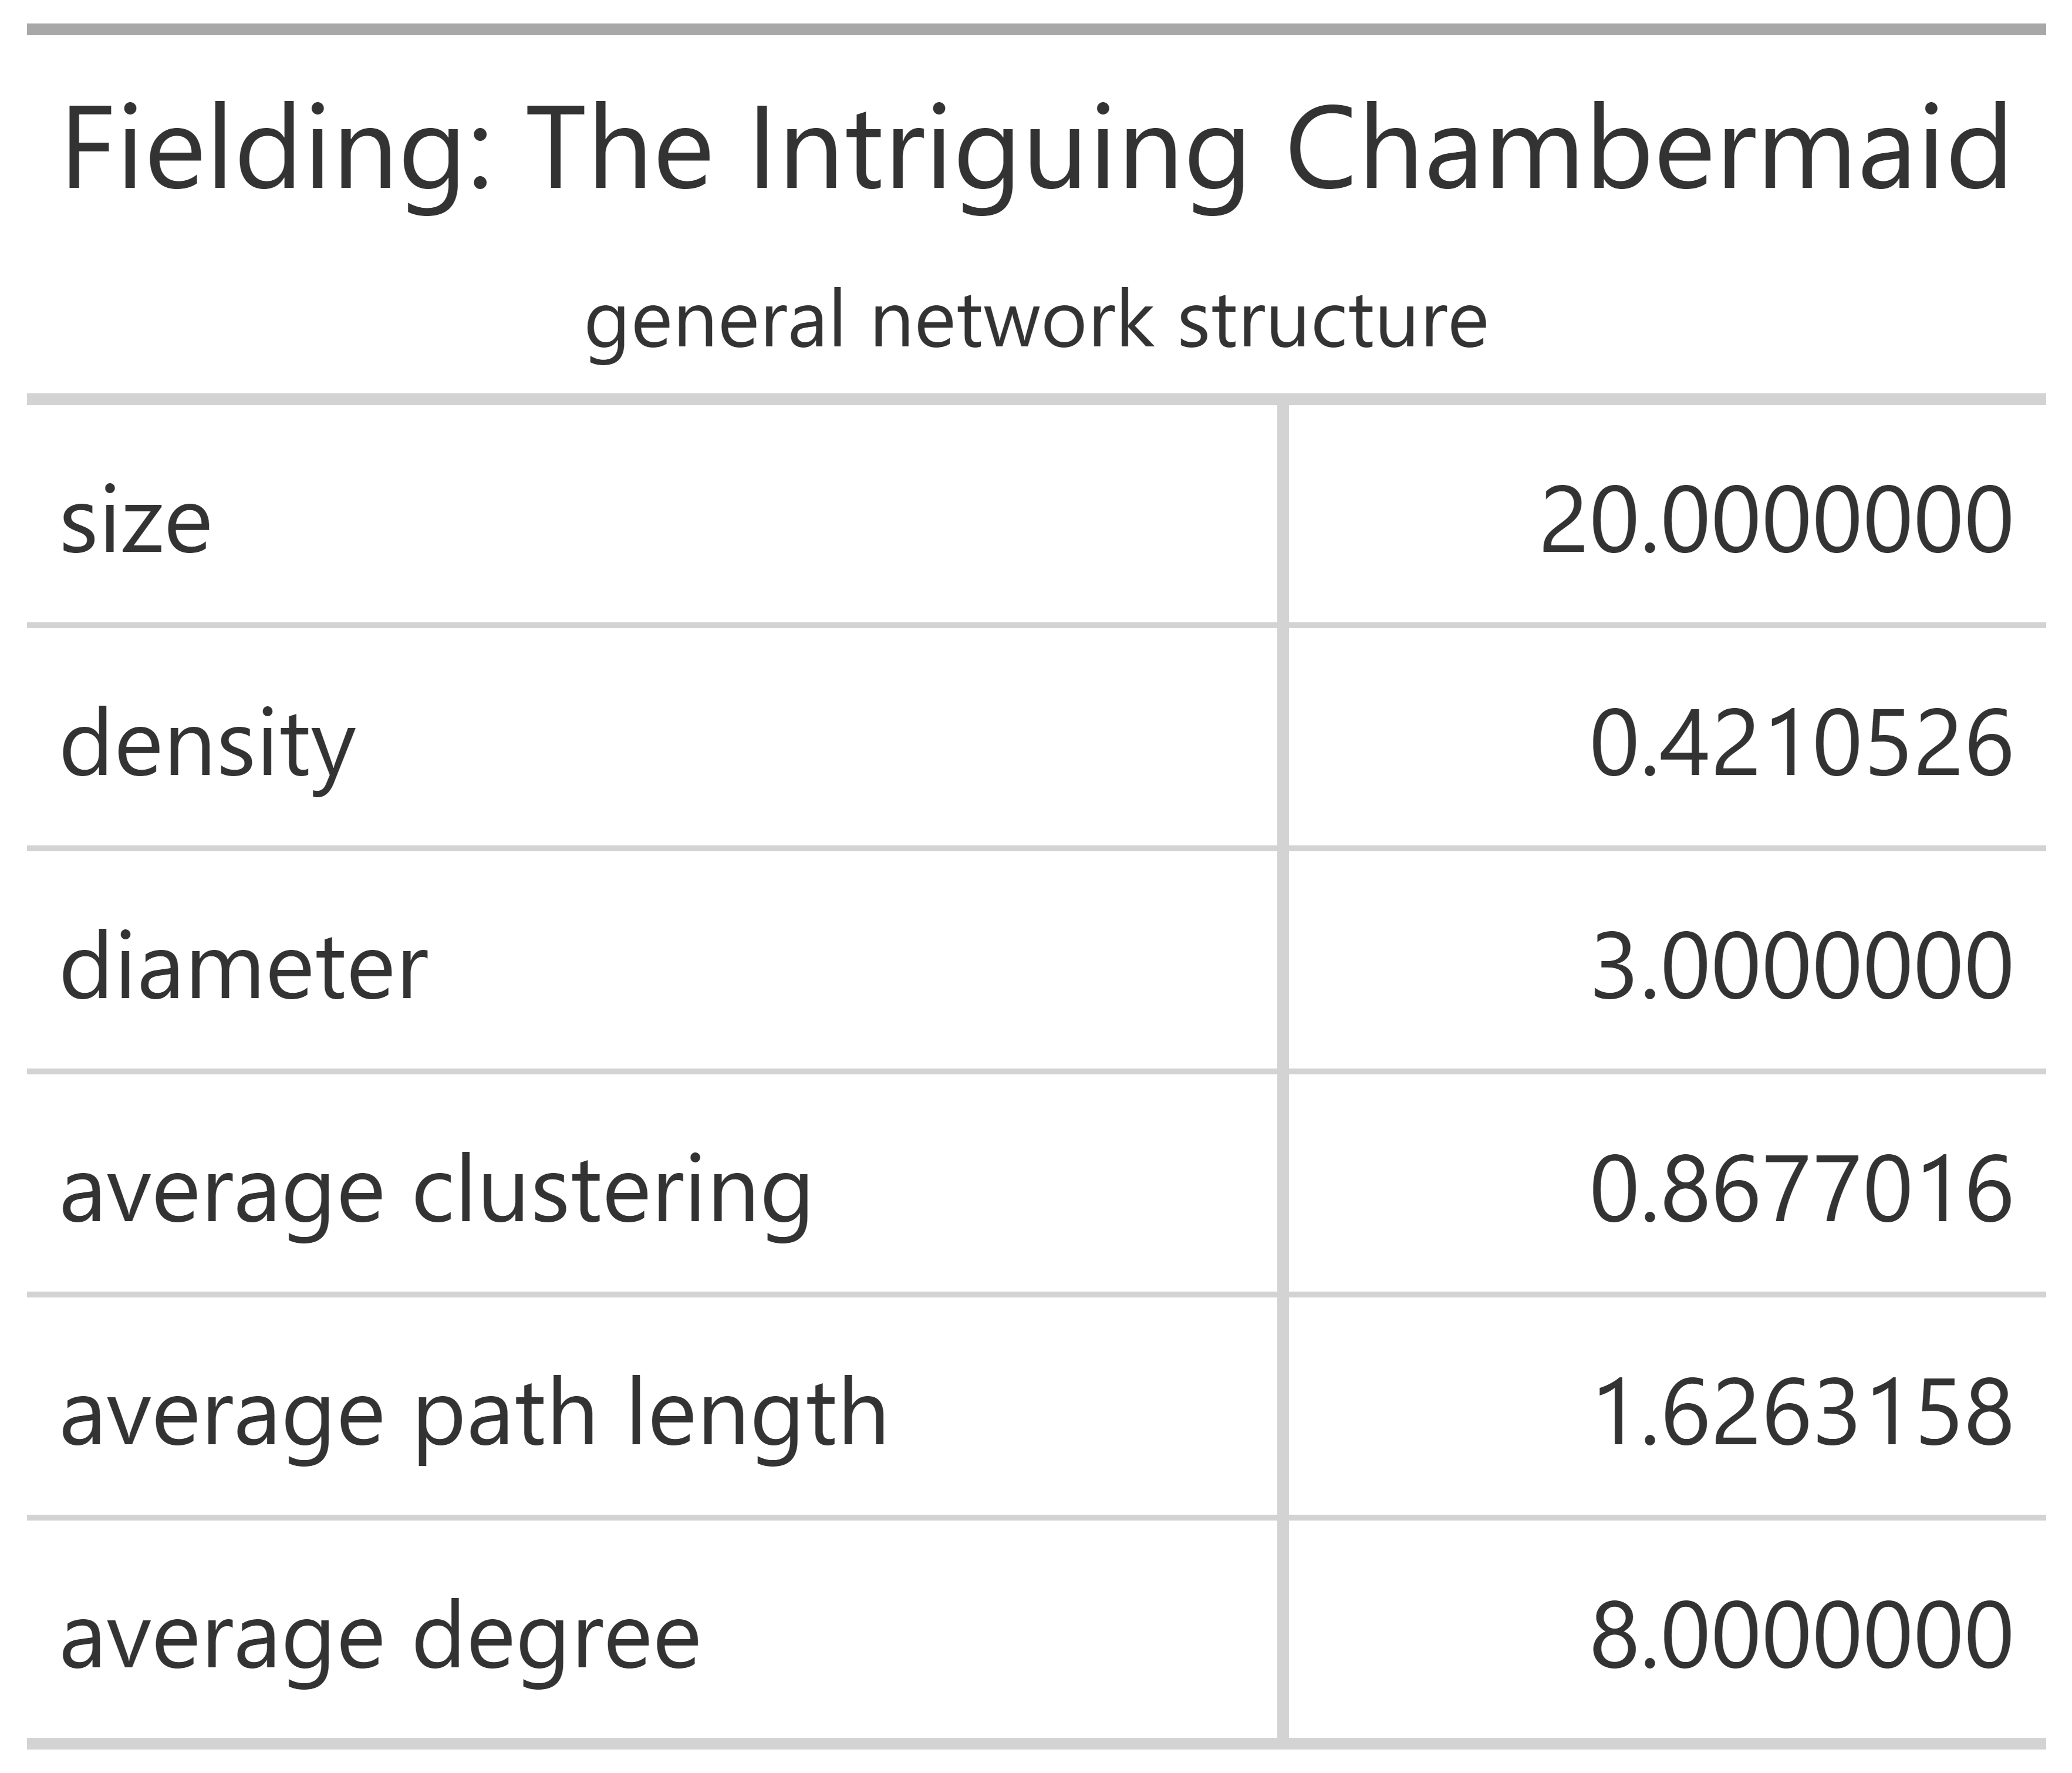 Fielding: The Intriguing Chambermaid
general network structure
size 20.0000000
density 0.4210526
diameter 3.0000000
average clustering 0.8677016
average path length 1.6263158
average degree 8.0000000